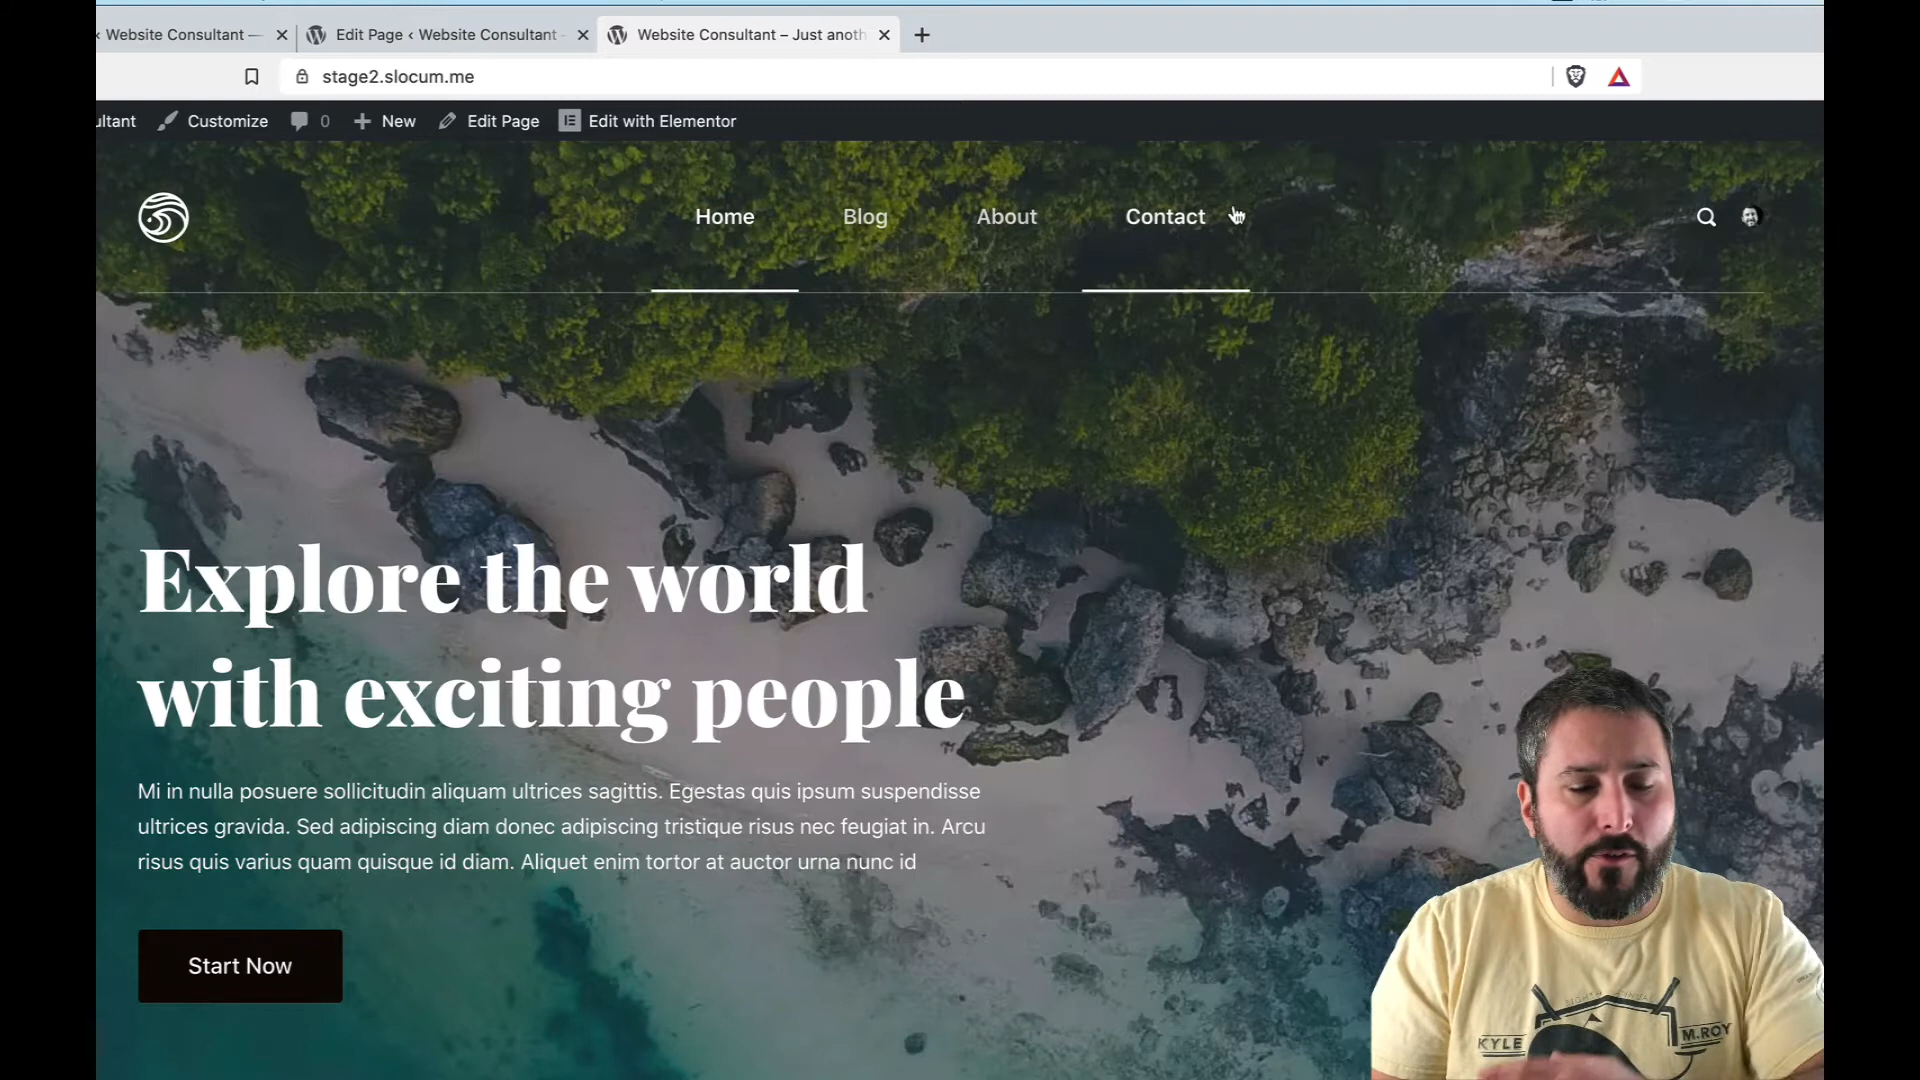 ‹ Website Consultant —
Edit Page ‹ Website Consultant -
Website Consultant – Just anoth
stage2.slocum.me
ultant
Customize
0
New
Edit Page
Edit with Elementor
Home
Blog
About
Contact
Explore the world
with exciting people
Mi in nulla posuere sollicitudin aliquam ultrices sagittis. Egestas quis ipsum suspendisse
ultrices gravida. Sed adipiscing diam donec adipiscing tristique risus nec feugiat in. Arcu
risus quis varius quam quisque id diam. Aliquet enim tortor at auctor urna nunc id
Start Now
KYLE
M.ROY